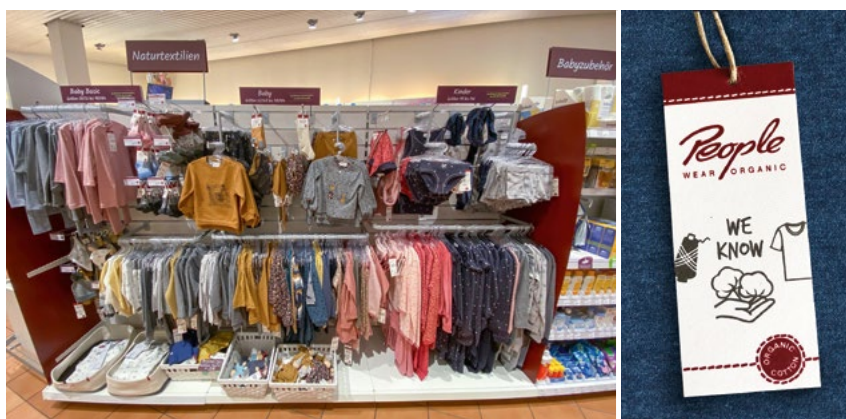 Naturtextilien
Babyzubehör
Baby Basic
Baby
Kinder
People
WEAR ORGANIC
WE
KNOW
ORGANIC
COTTON